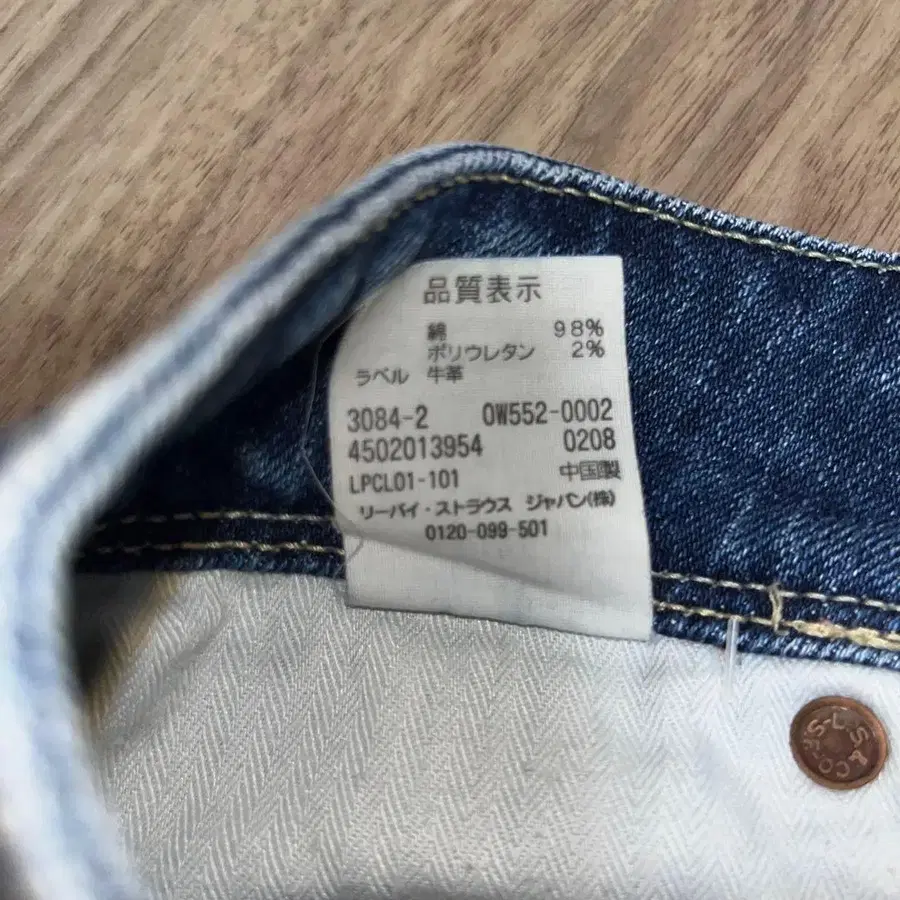 品質表示
綿 98%
ポリウレタン 2%
ラベル 牛革
3084-2 0W552-0002
4502013954 0208
LPCL01-101 中国製
リーバイ・ストラウス ジャパン(株)
0120-099-501
L.S.&CO-S.F.